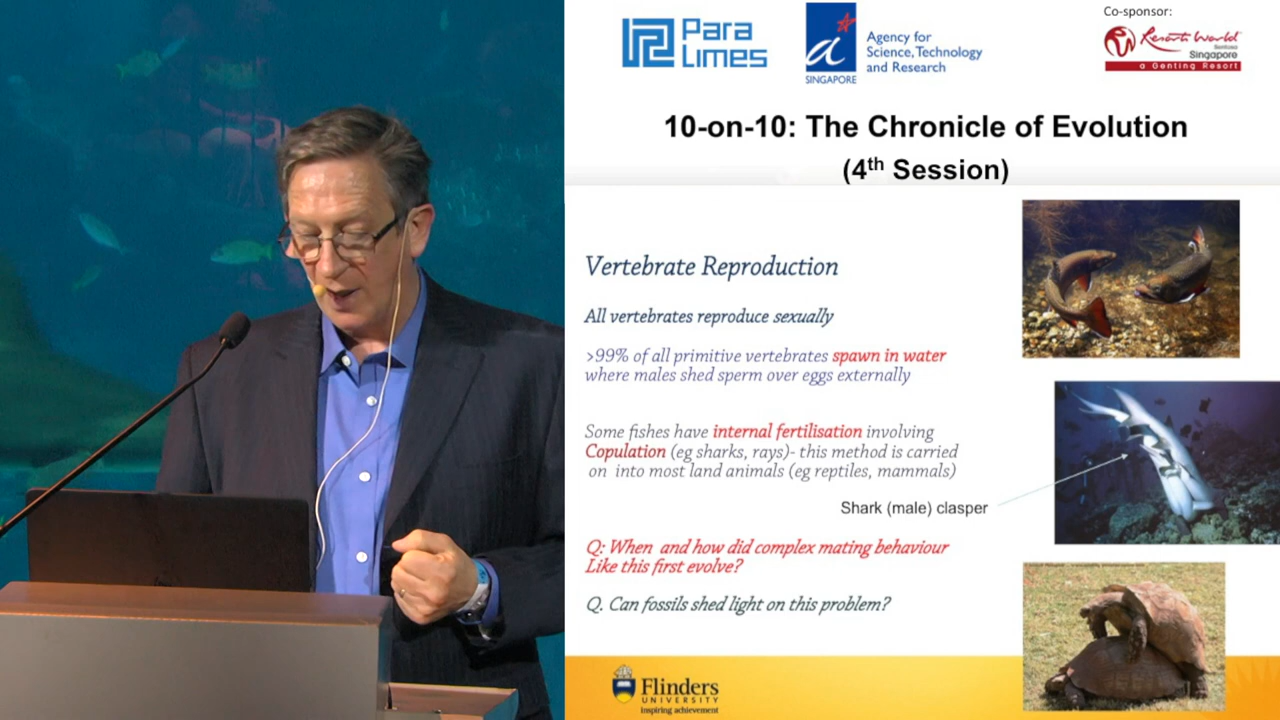 Para
Limes
SINGAPORE
Agency for
Science, Technology
and Research
Co-sponsor:
Resorts World
Sentosa
Singapore
a Genting Resort
10-on-10: The Chronicle of Evolution
(4th Session)
Vertebrate Reproduction
All vertebrates reproduce sexually
>99% of all primitive vertebrates spawn in water
where males shed sperm over eggs externally
Some fishes have internal fertilisation involving
Copulation (eg sharks, rays)- this method is carried
on into most land animals (eg reptiles, mammals)
Shark (male) clasper
Q: When and how did complex mating behaviour
Like this first evolve?
Q. Can fossils shed light on this problem?
Flinders
UNIVERSITY
inspiring achievement